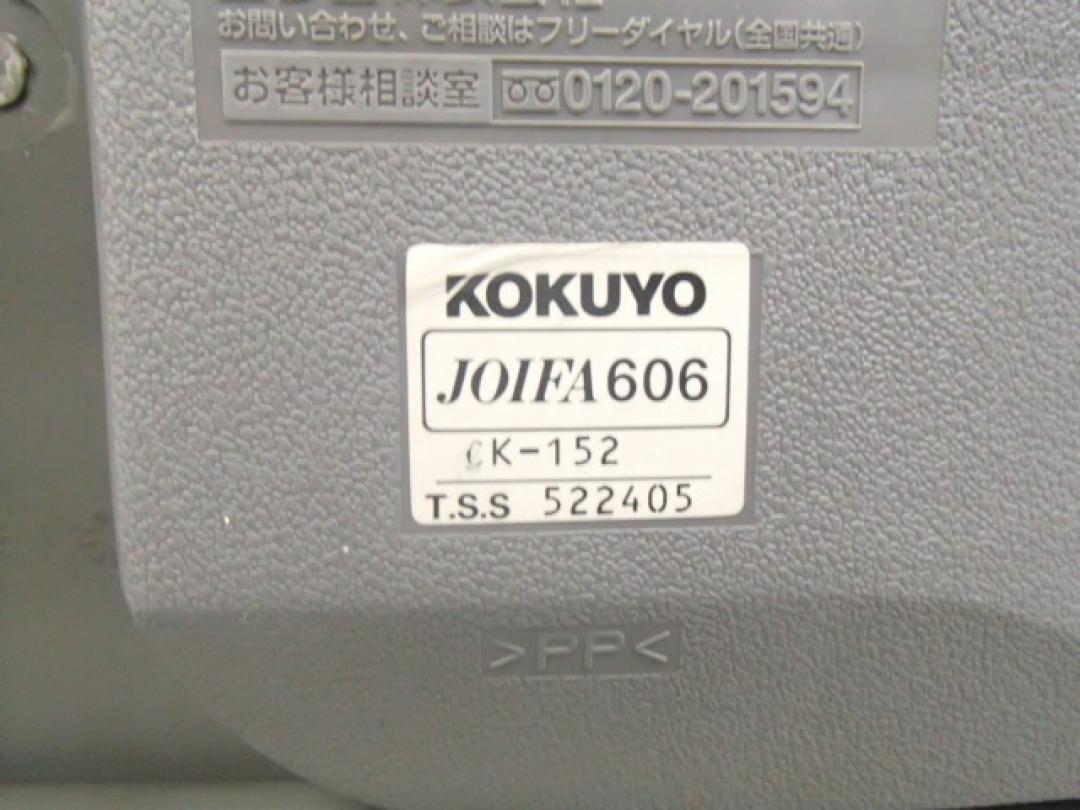 お問い合わせ、ご相談はフリーダイヤル(全国共通)
お客様相談室 0120-201594
KOKUYO
JOIFA606
CK-152
T.S.S 522405
>PP<